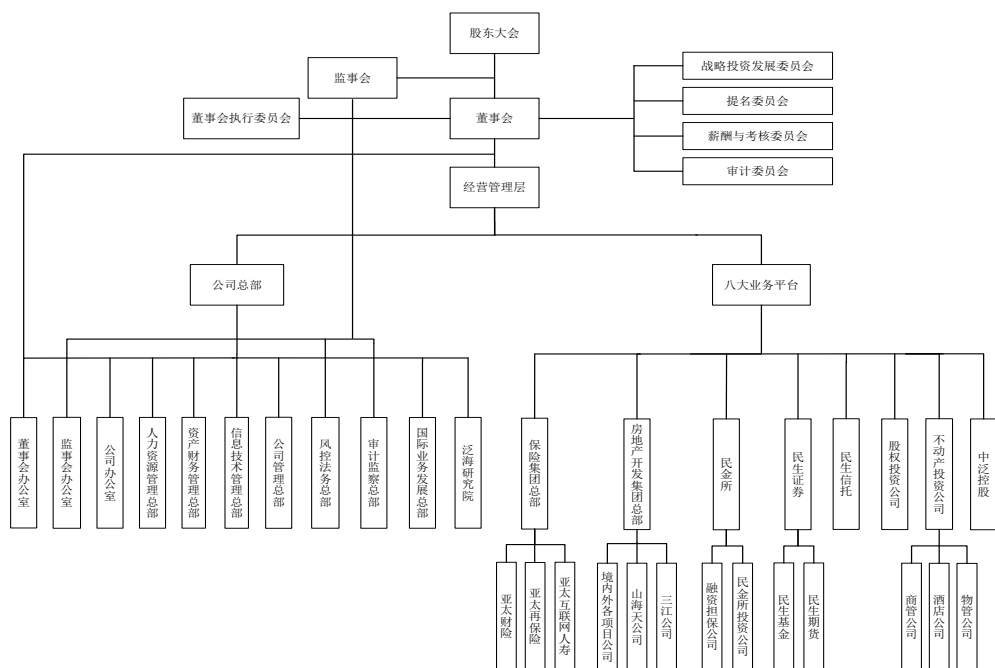 股东大会
监事会
战略投资发展委员会
提名委员会
董事会执行委员会
董事会
薪酬与考核委员会
审计委员会
经营管理层
公司总部
八大业务平台
董事会办公室
监事会办公室
公司办公室
人力资源管理总部
资产财务管理总部
信息技术管理总部
公司管理总部
风控法务总部
审计监察总部
国际业务发展总部
泛海研究院
保险集团总部
房地产开发集团总部
民金所
民生证券
民生信托
股权投资公司
不动产投资公司
中泛控股
亚太财险
亚太再保险
亚太互联网人寿
境内外各项目公司
山海天公司
三江公司
融资担保公司
民金所投资公司
民生基金
民生期货
商管公司
酒店公司
物管公司